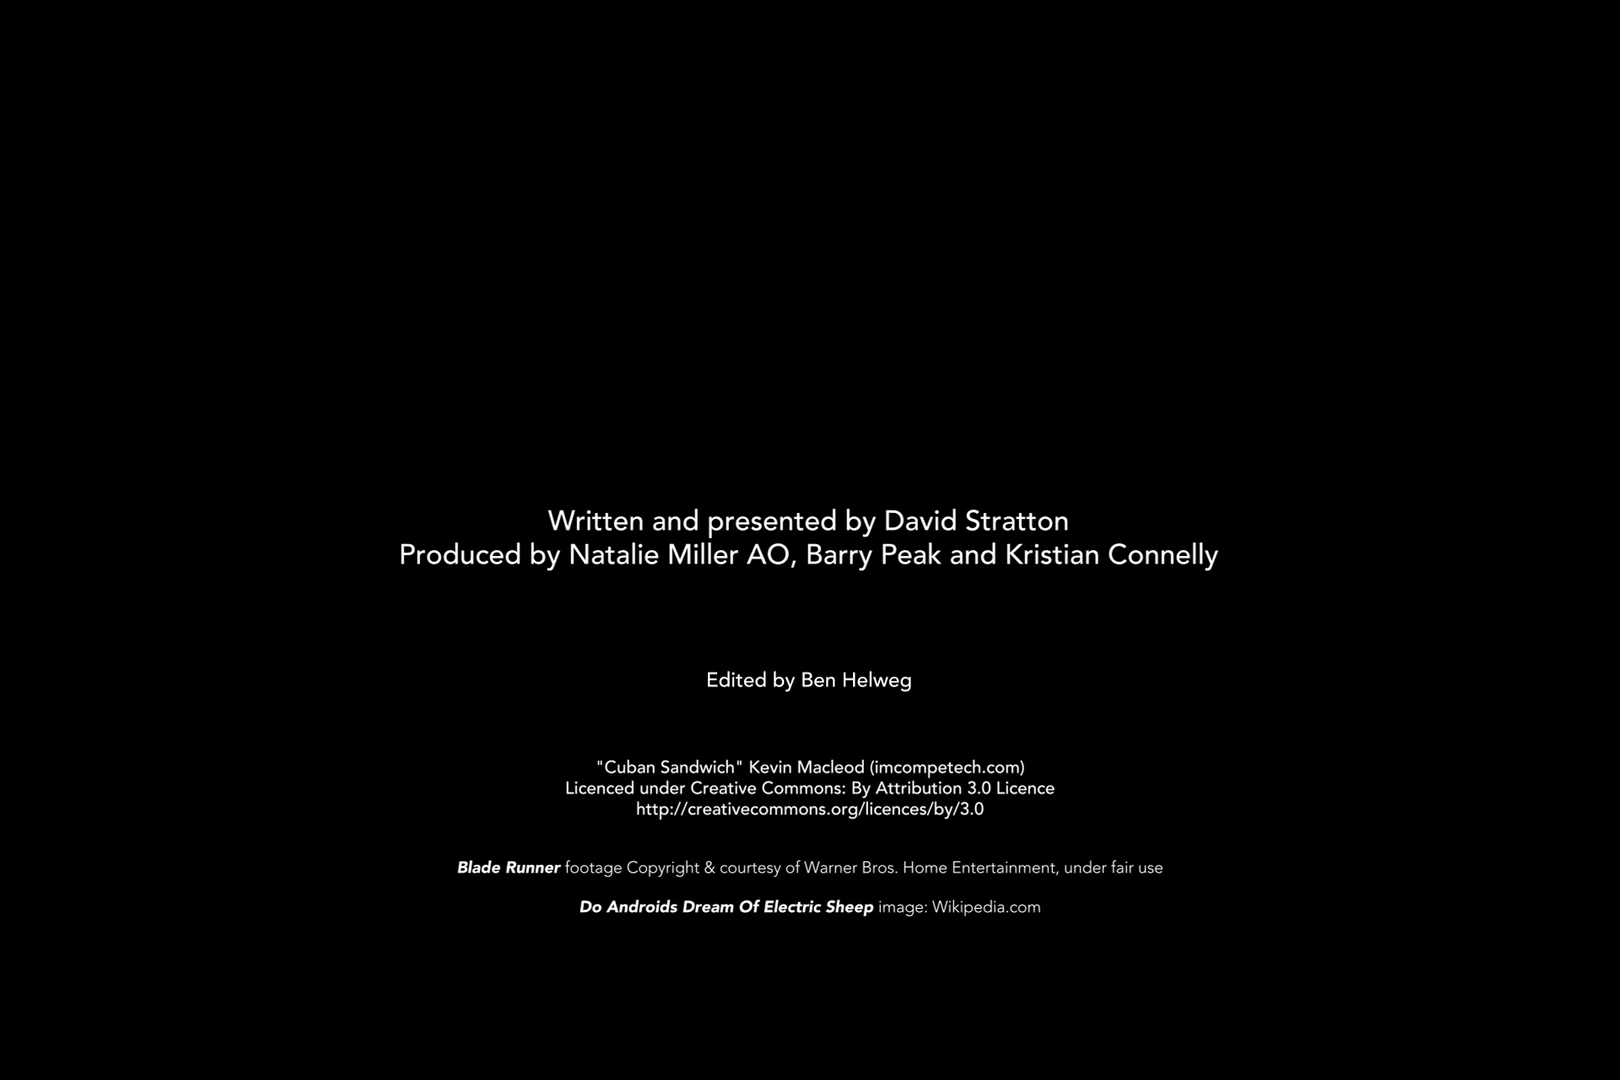 Written and presented by David Stratton
Produced by Natalie Miller AO, Barry Peak and Kristian Connelly
Edited by Ben Helweg
"Cuban Sandwich" Kevin Macleod (imcompetech.com)
Licenced under Creative Commons: By Attribution 3.0 Licence
http://creativecommons.org/licences/by/3.0
Blade Runner footage Copyright & courtesy of Warner Bros. Home Entertainment, under fair use
Do Androids Dream Of Electric Sheep image: Wikipedia.com